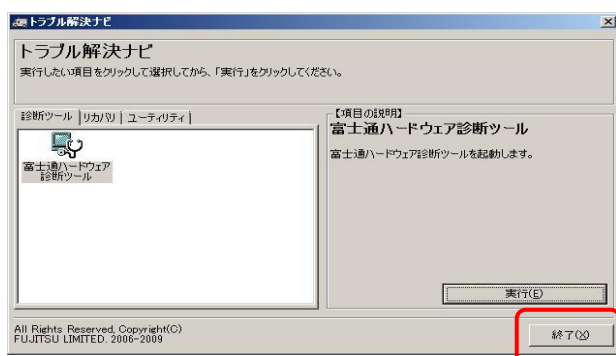 トラブル解決ナビ
トラブル解決ナビ
実行したい項目をクリックして選択してから、「実行」をクリックしてください。
診断ツール リカバリ ユーティリティ
富士通ハードウェア
診断ツール
【項目の説明】
富士通ハードウェア診断ツール
富士通ハードウェア診断ツールを起動します。
実行(E)
All Rights Reserved, Copyright(C)
FUJITSU LIMITED. 2006-2009
終了(X)